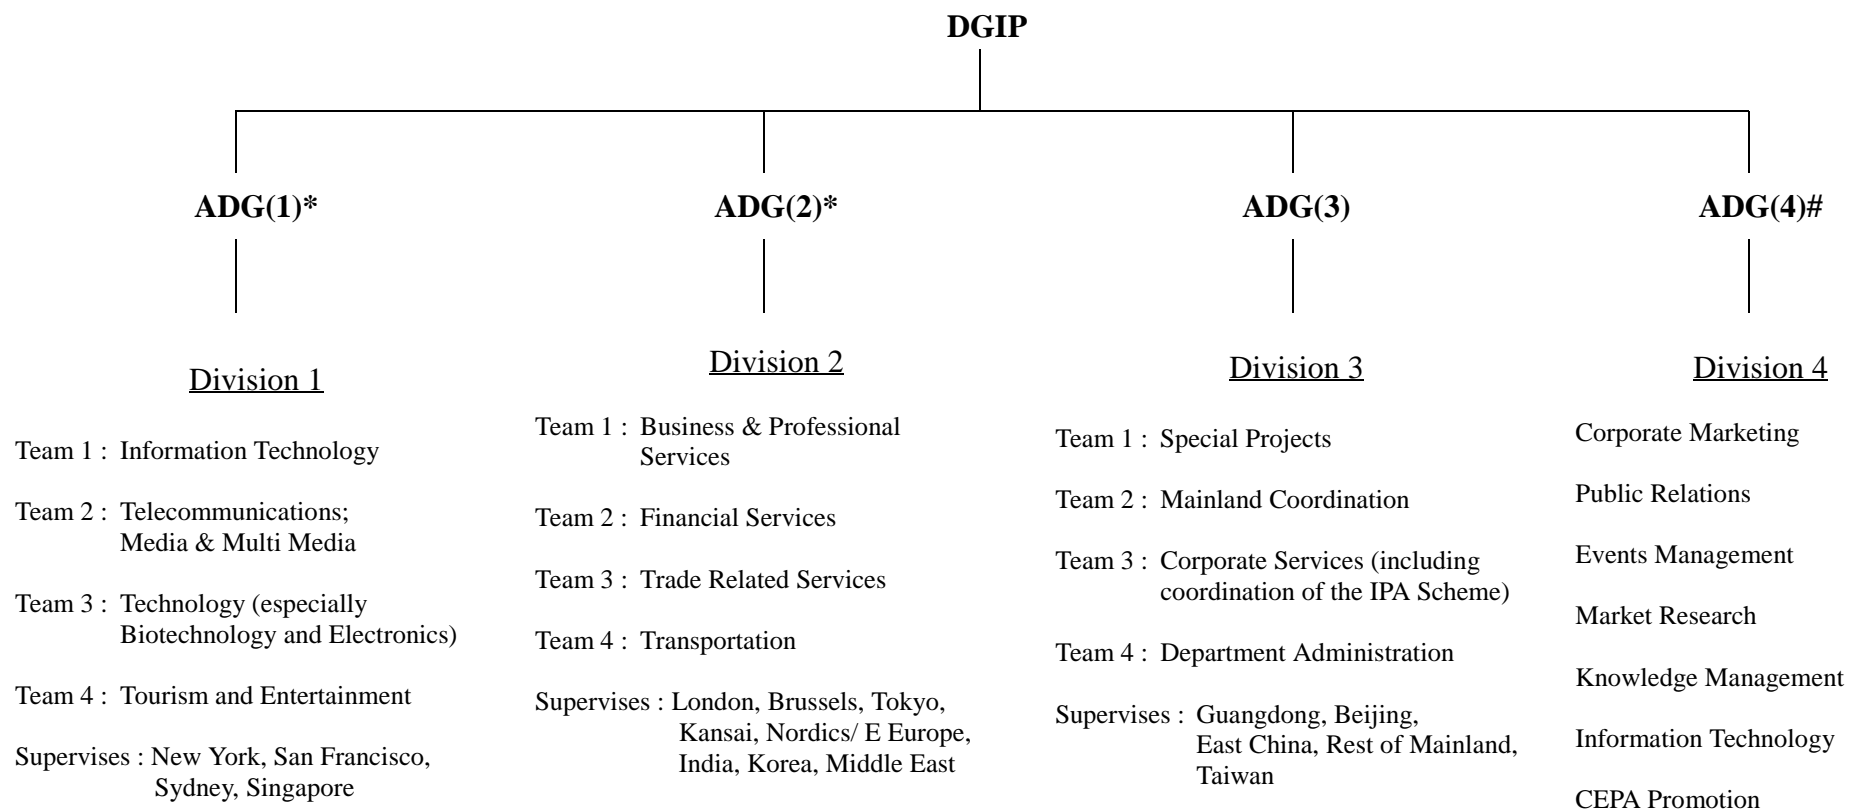 DGIP
ADG(1)*
ADG(2)*
ADG(3)
ADG(4)#
Division 1
Team 1 : Information Technology
Team 2 : Telecommunications;
Media & Multi Media
Team 3 : Technology (especially
Biotechnology and Electronics)
Team 4 : Tourism and Entertainment
Supervises : New York, San Francisco,
Sydney, Singapore
Division 2
Team 1 : Business & Professional
Services
Team 2 : Financial Services
Team 3 : Trade Related Services
Team 4 : Transportation
Supervises : London, Brussels, Tokyo,
Kansai, Nordics/ E Europe,
India, Korea, Middle East
Division 3
Team 1 : Special Projects
Team 2 : Mainland Coordination
Team 3 : Corporate Services (including
coordination of the IPA Scheme)
Team 4 : Department Administration
Supervises : Guangdong, Beijing,
East China, Rest of Mainland,
Taiwan
Division 4
Corporate Marketing
Public Relations
Events Management
Market Research
Knowledge Management
Information Technology
CEPA Promotion